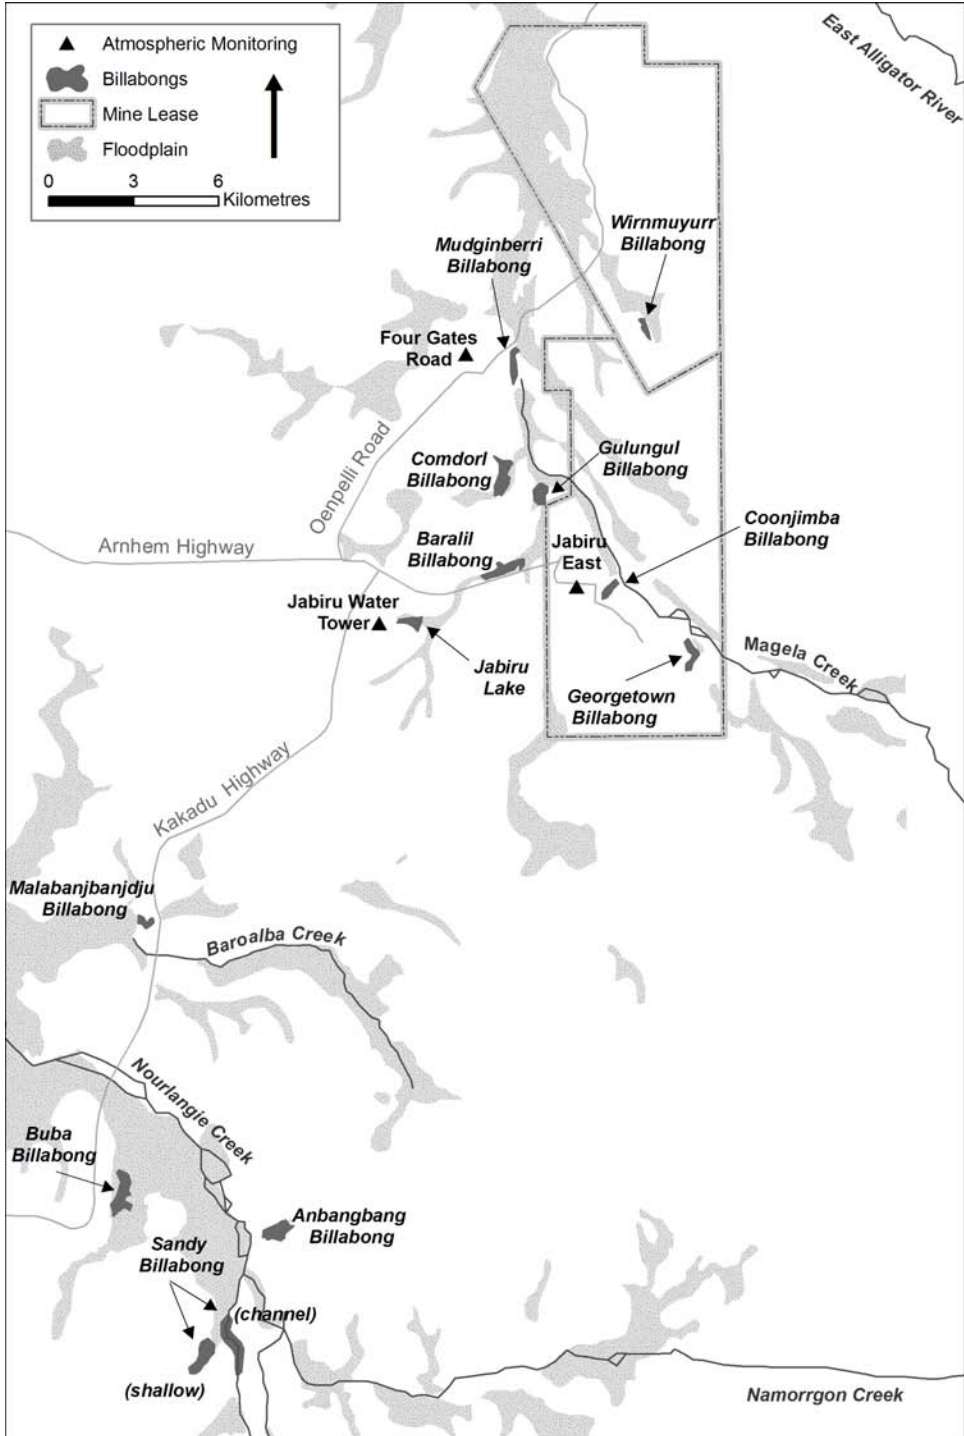 Atmospheric Monitoring
Billabongs
Mine Lease
Floodplain
0 3 6
Kilometres
East Alligator River
Wirnmuyurr
Billabong
Mudginberri
Billabong
Four Gates
Road
Oenpelli Road
Comdorl
Billabong
Gulungul
Billabong
Coonjimba
Billabong
Arnhem Highway
Baralil
Billabong
Jabiru
East
Jabiru Water
Tower
Jabiru
Lake
Georgetown
Billabong
Magela Creek
Kakadu Highway
Malabanjbanjdju
Billabong
Baroalba Creek
Nourlangie Creek
Buba
Billabong
Anbangbang
Billabong
Sandy
Billabong
(channel)
(shallow)
Namorrgon Creek